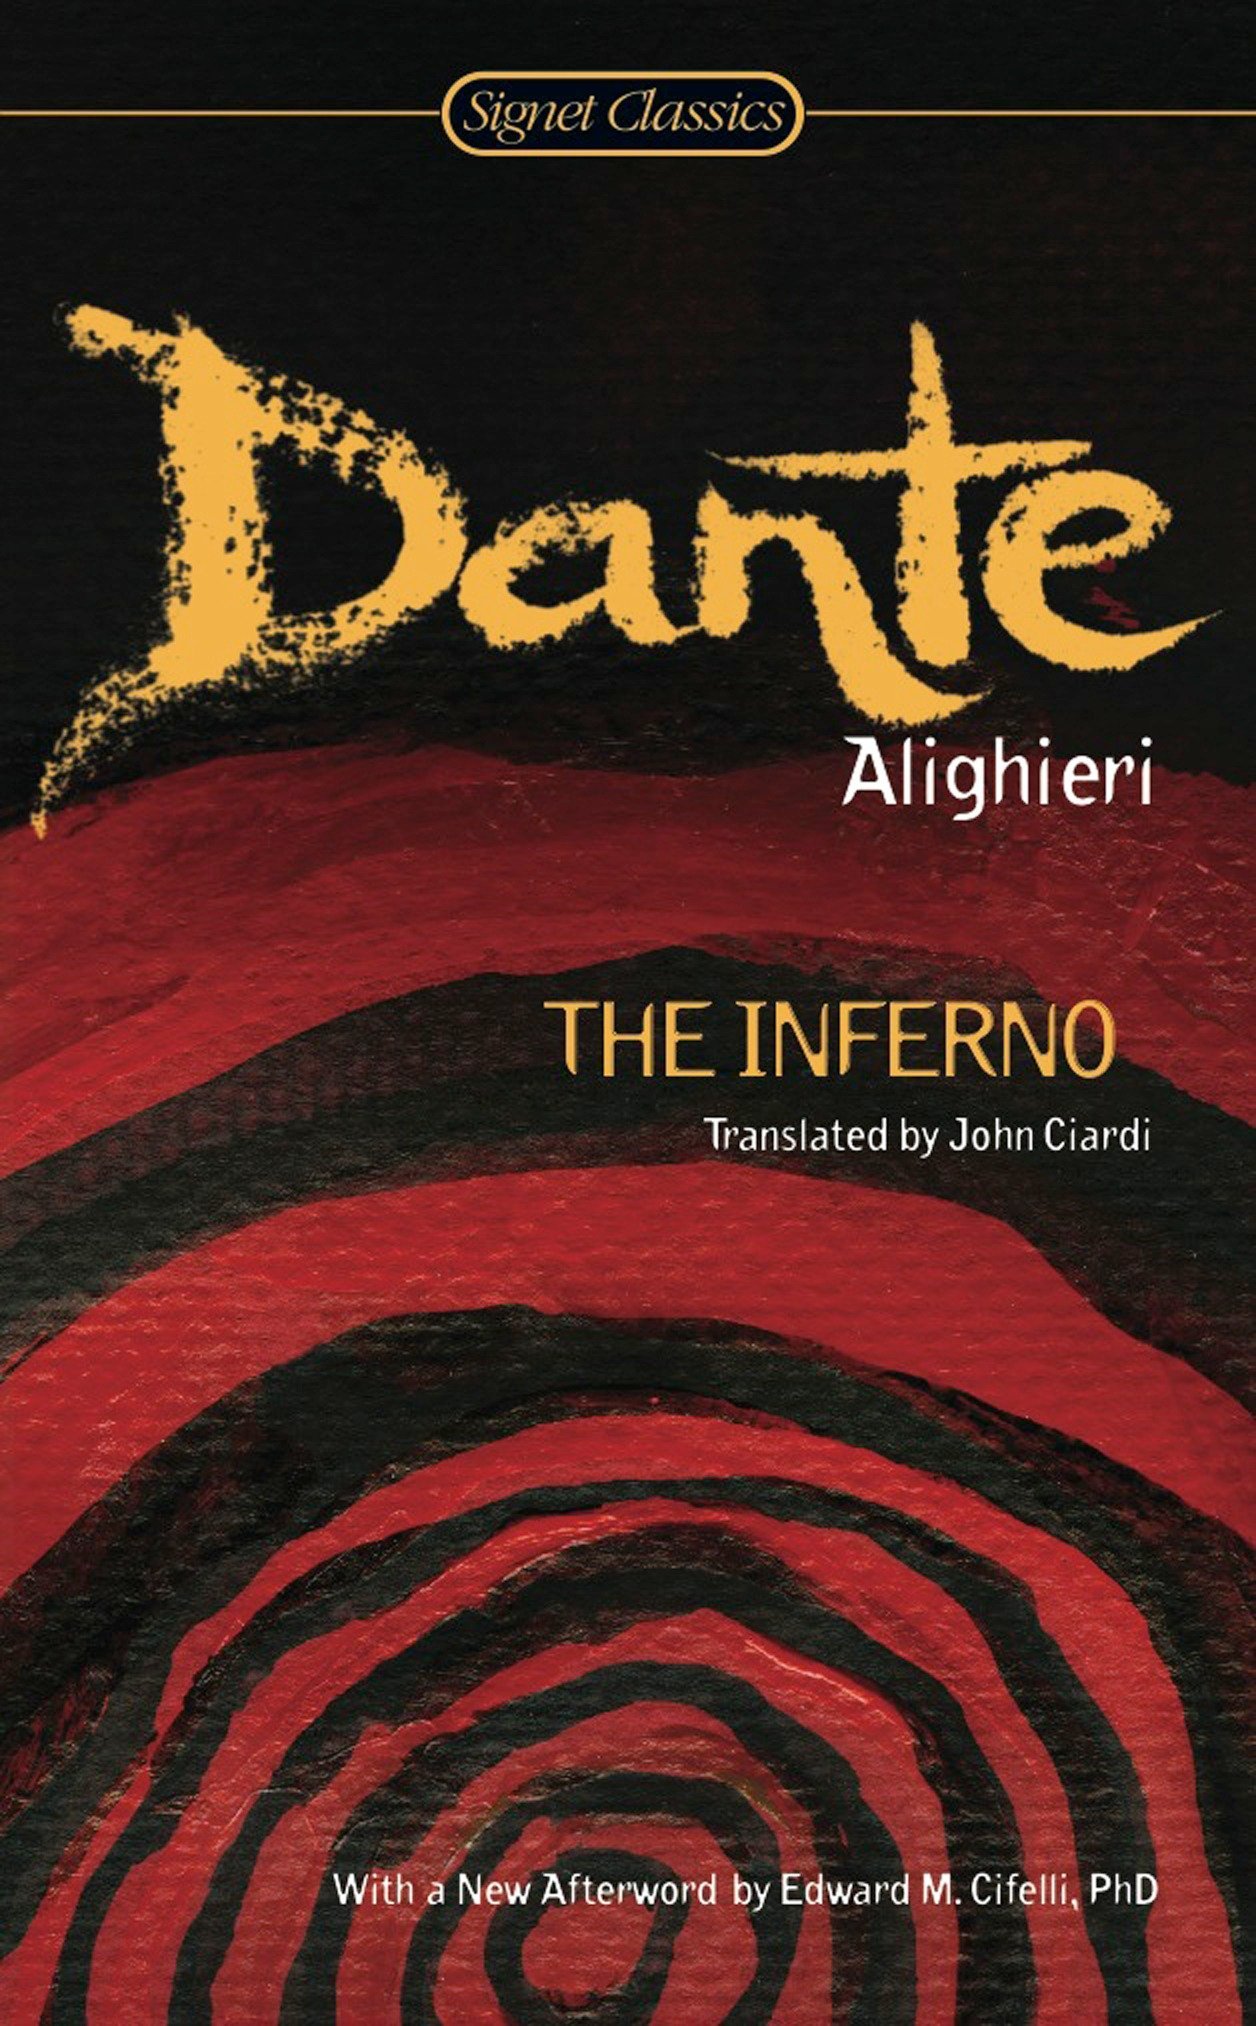 Signet Classics
Dante
Alighieri
THE INFERNO
Translated by John Ciardi
With a New Afterword by Edward M. Cifelli, PhD